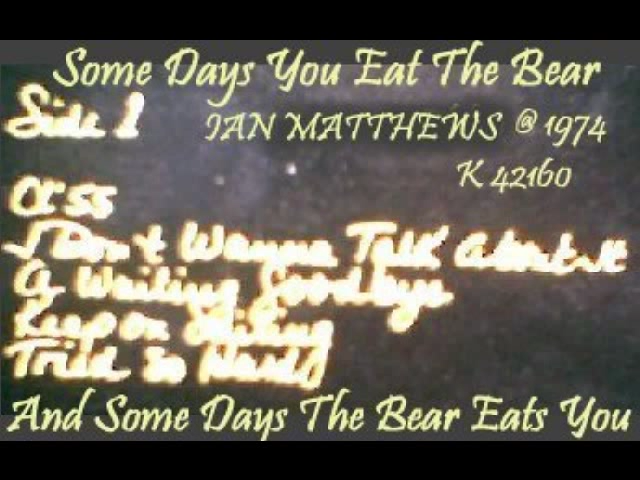 Some Days You Eat The Bear
Side 1
IAN MATTHEWS @ 1974
K 42160
Ol' 55
I Don't Wanna Talk about it
A Wailing Goodbye
Keep on Sailing
Tried So Hard
And Some Days The Bear Eats You